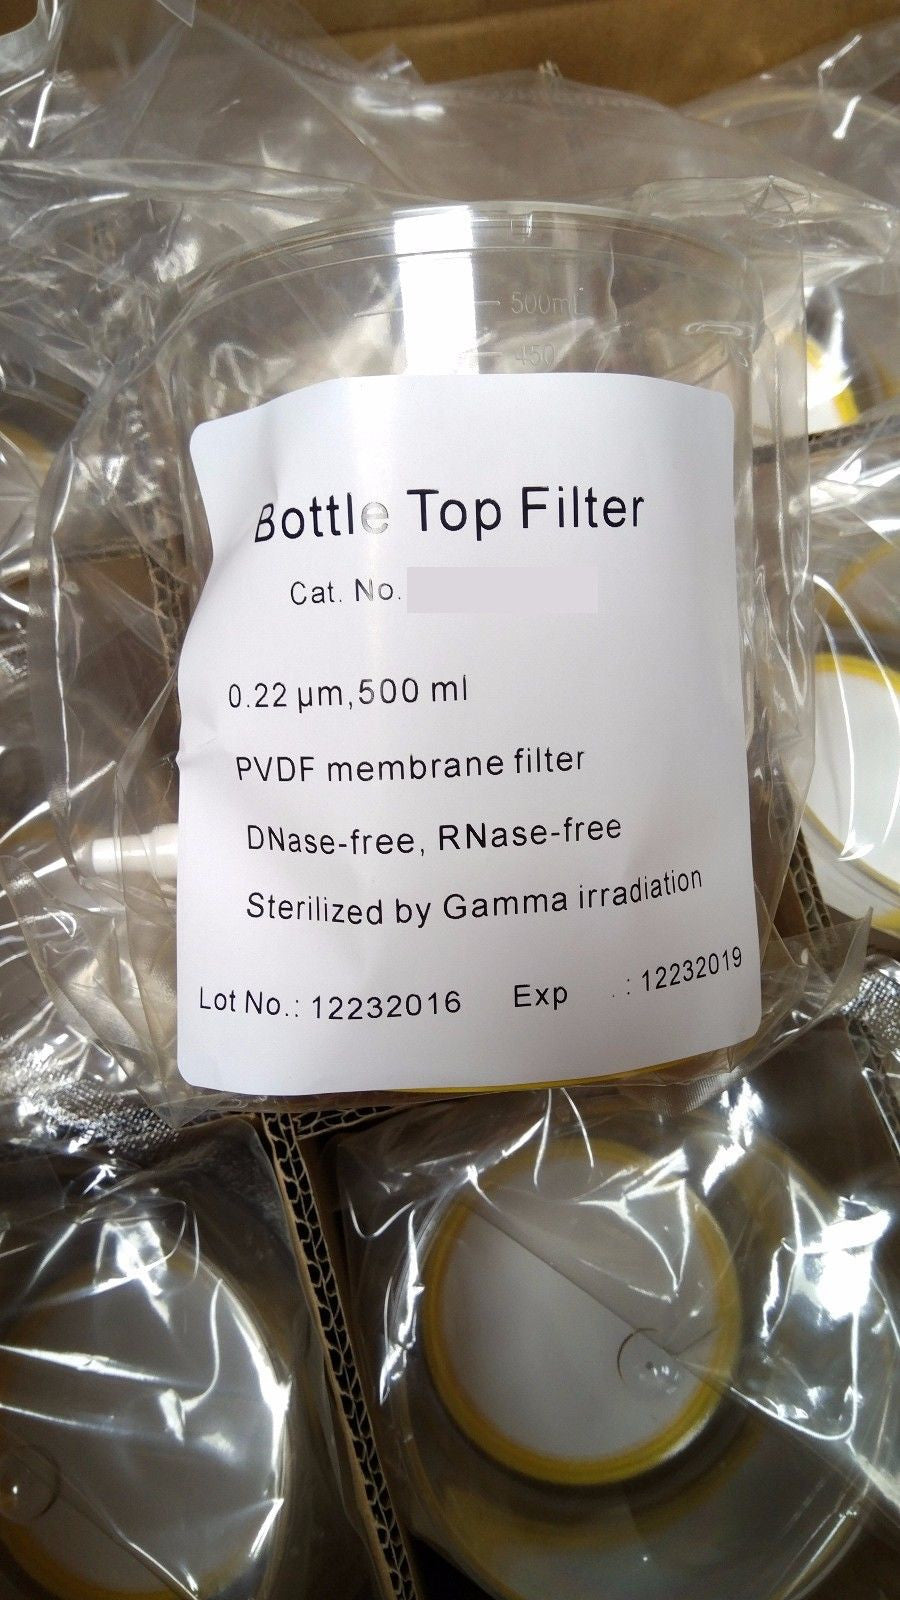 500mL
450
Bottle Top Filter
Cat. No.
0.22 µm,500 ml
PVDF membrane filter
DNase-free, RNase-free
Sterilized by Gamma irradiation
Lot No.: 12232016 Exp .: 12232019